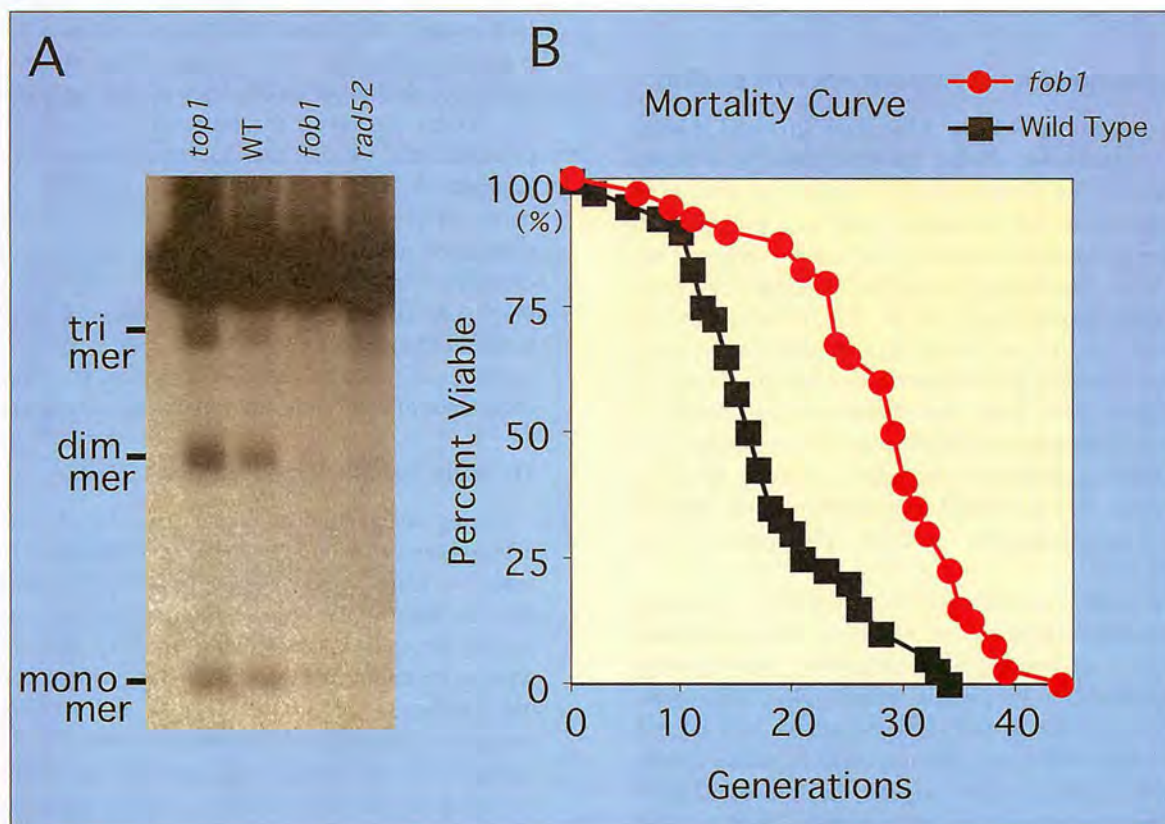 A
top1
WT
fob1
rad52
tri
mer
dim
mer
mono
mer
B
Mortality Curve
fob1
Wild Type
100
(%)
75
50
25
0
Percent Viable
0 10 20 30 40
Generations